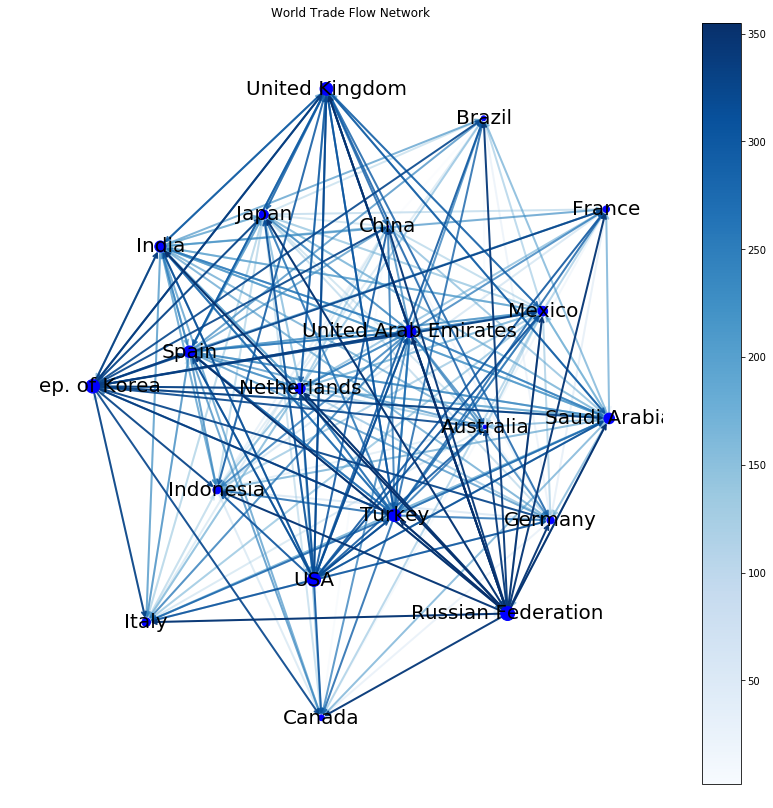 World Trade Flow Network
350
United Kingdom
Brazil
300
France
Japan
China
India
250
Mexico
United Arab Emirates
Spain
200
ep. of Korea
Netherlands
Saudi Arabia
Australia
150
Indonesia
Turkey
Germany
100
USA
Russian Federation
Italy
50
Canada